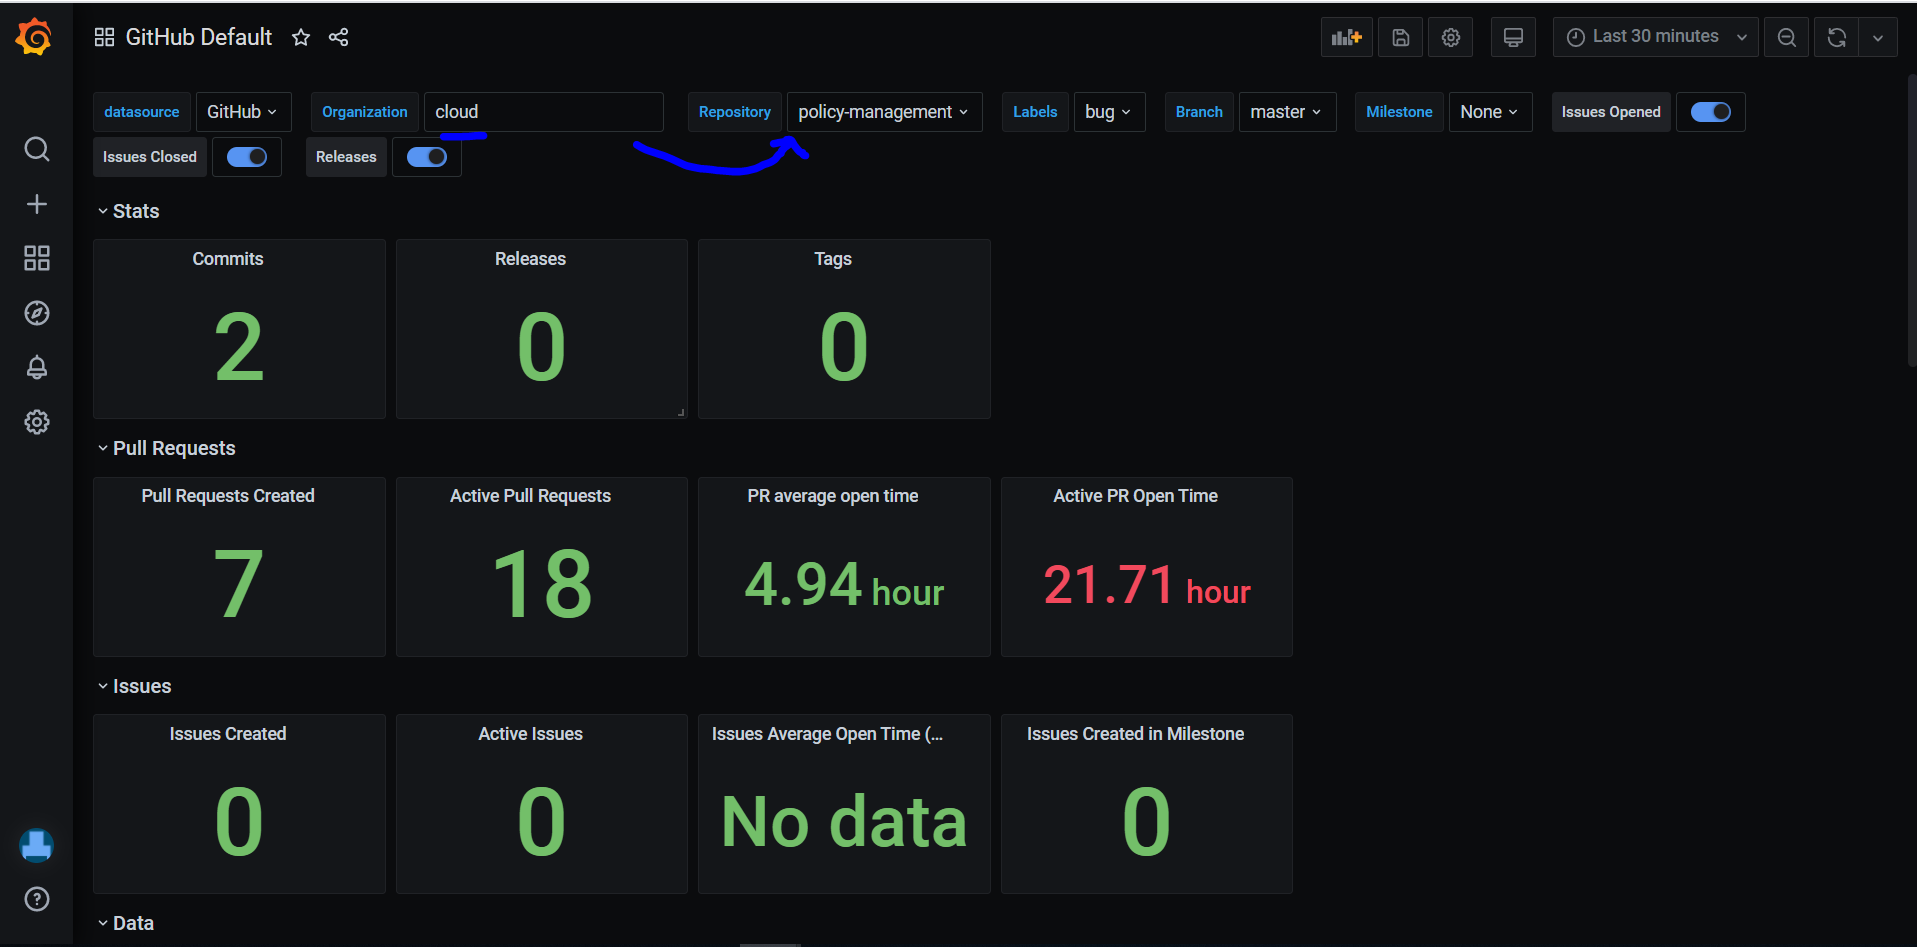 GitHub Default
Last 30 minutes
datasource GitHub Organization cloud Repository policy-management Labels bug Branch master Milestone None Issues Opened
Issues Closed Releases
Stats
Commits Releases Tags
2 0 0
Pull Requests
Pull Requests Created Active Pull Requests PR average open time Active PR Open Time
7 18 4.94 hour 21.71 hour
Issues
Issues Created Active Issues Issues Average Open Time (... Issues Created in Milestone
0 0 No data 0
Data